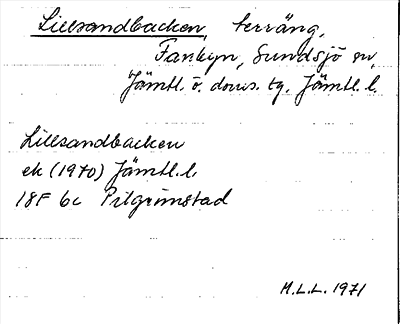 Lillsandbacken, terräng,
Fanbyn, Sundsjö sn,
Jämtl. ö. doms. tg, Jämtl. l.
Lillsandbacken
ek (1970) Jämtl. l.
18F 6c Pilgrimstad
M.L.L. 1971